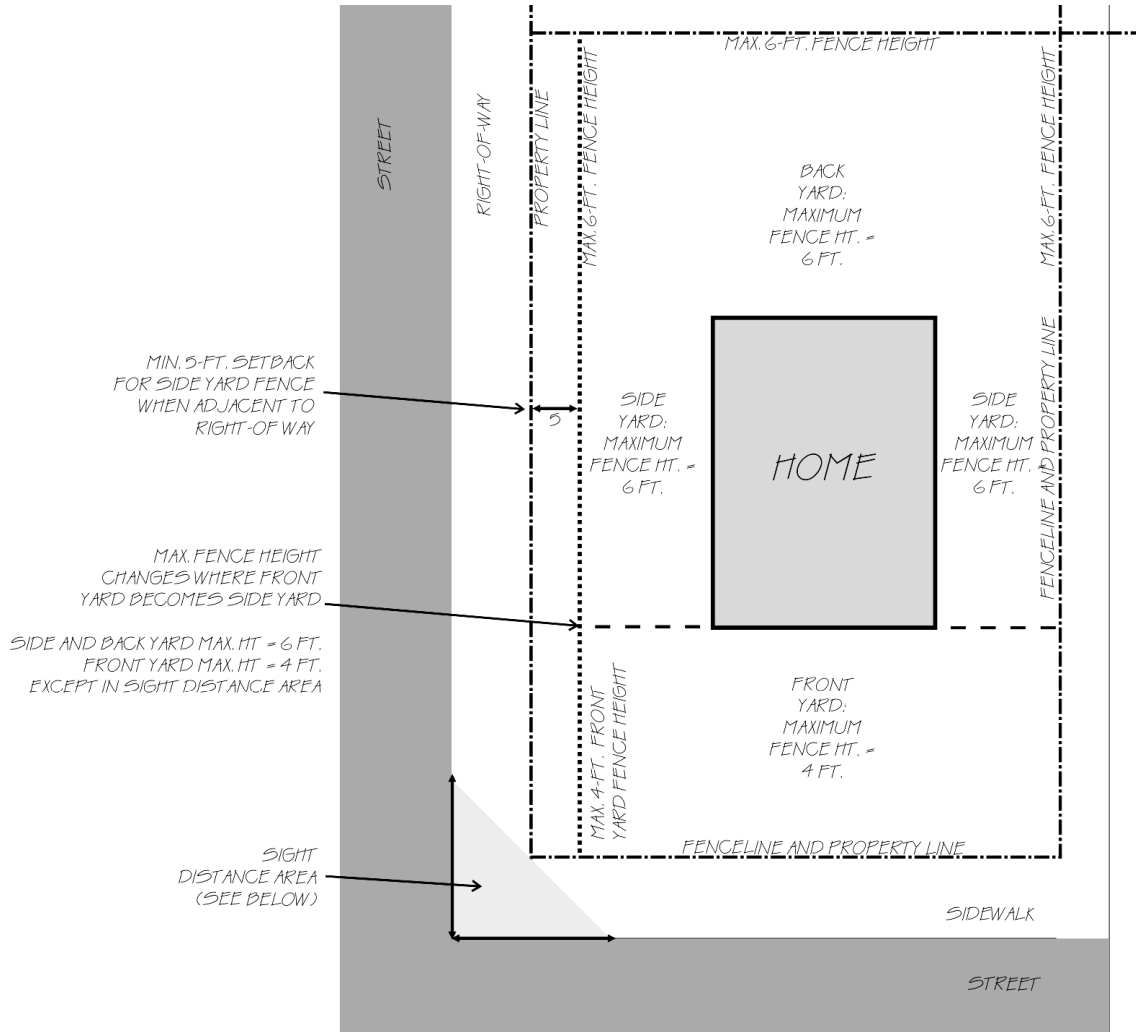 MAX. 6-FT. FENCE HEIGHT
STREET
RIGHT-OF-WAY
PROPERTY LINE
MAX. 6-FT. FENCE HEIGHT
MAX. 6-FT. FENCE HEIGHT
BACK
YARD:
MAXIMUM
FENCE HT. =
6 FT.
MIN. 5-FT. SETBACK
FOR SIDE YARD FENCE
WHEN ADJACENT TO
RIGHT-OF WAY
5
SIDE
YARD:
MAXIMUM
FENCE HT. =
6 FT.
HOME
SIDE
YARD:
MAXIMUM
FENCE HT. =
6 FT.
FENCELINE AND PROPERTY LINE
MAX. FENCE HEIGHT
CHANGES WHERE FRONT
YARD BECOMES SIDE YARD
SIDE AND BACK YARD MAX. HT = 6 FT.
FRONT YARD MAX. HT = 4 FT.
EXCEPT IN SIGHT DISTANCE AREA
MAX. 4-FT. FRONT
YARD FENCE HEIGHT
FRONT
YARD:
MAXIMUM
FENCE HT. =
4 FT.
FENCELINE AND PROPERTY LINE
SIGHT
DISTANCE AREA
(SEE BELOW)
SIDEWALK
STREET